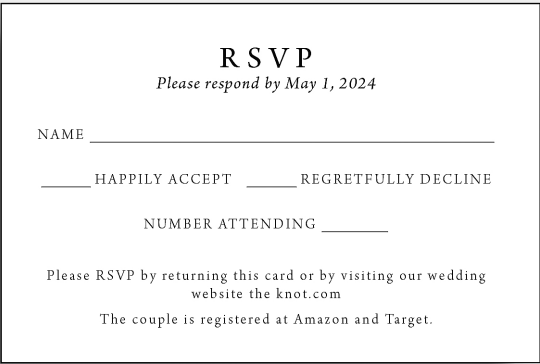 RSVP
Please respond by May 1, 2024
NAME
HAPPILY ACCEPT REGRETFULLY DECLINE
NUMBER ATTENDING
Please RSVP by returning this card or by visiting our wedding
website the knot.com
The couple is registered at Amazon and Target.